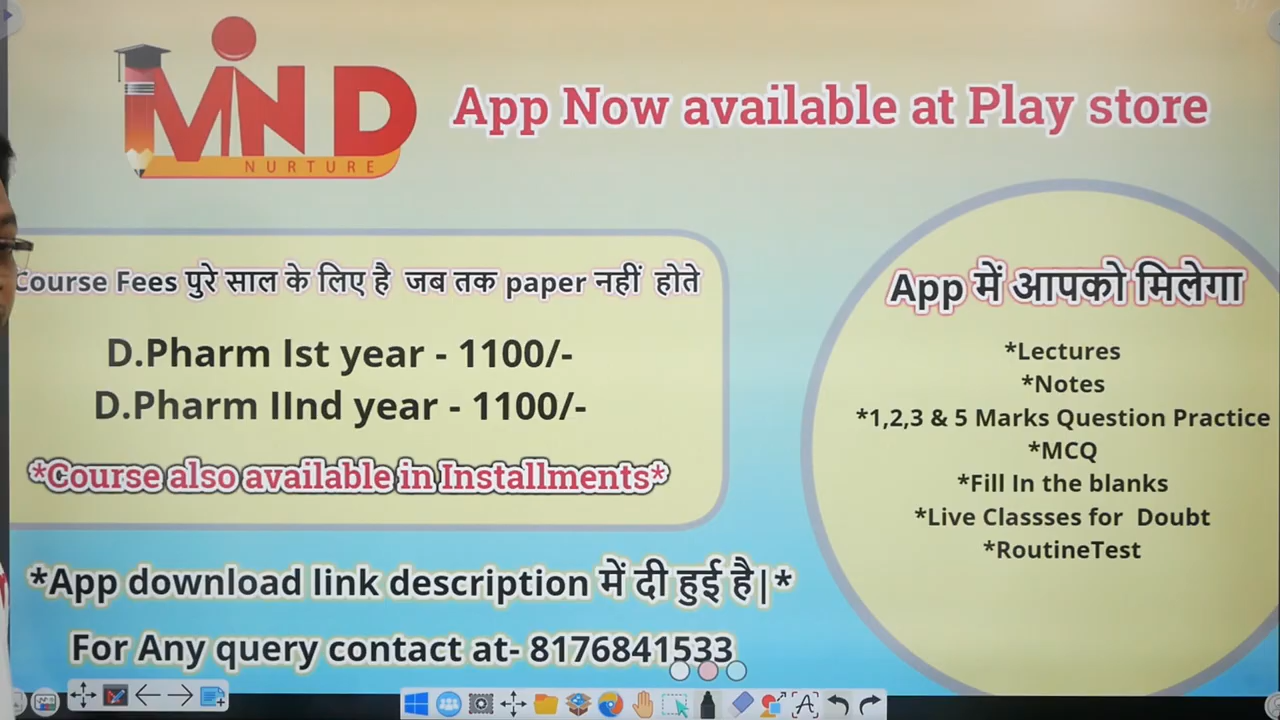 MIND
NURTURE
App Now available at Play store
Course Fees पुरे साल के लिए है जब तक paper नहीं होते
D.Pharm Ist year - 1100/-
D.Pharm IInd year - 1100/-
*Course also available in Installments*
*App download link description में दी हुई है|*
For Any query contact at- 8176841533
App में आपको मिलेगा
*Lectures
*Notes
*1,2,3 & 5 Marks Question Practice
*MCQ
*Fill In the blanks
*Live Classses for Doubt
*RoutineTest